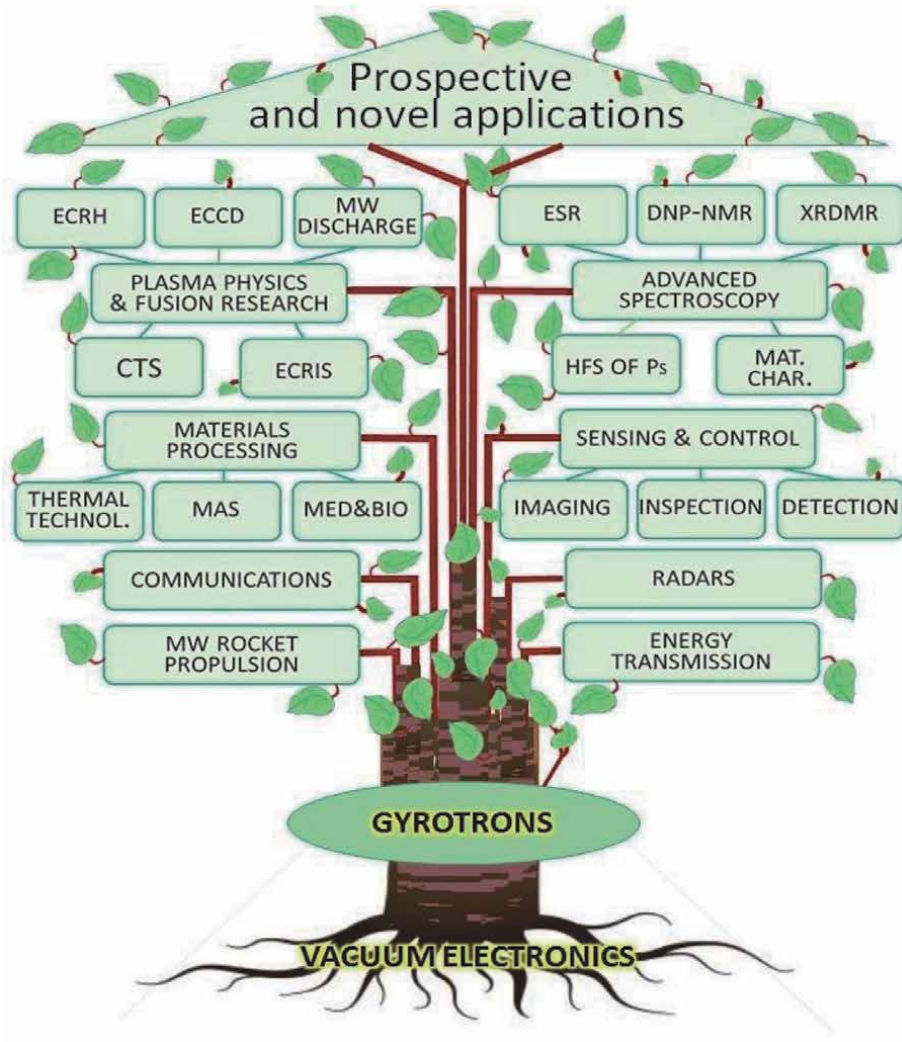 Prospective
and novel applications
ECRH
ECCD
MW
DISCHARGE
PLASMA PHYSICS
& FUSION RESEARCH
CTS
ECRIS
ESR
DNP-NMR
XRDMR
ADVANCED
SPECTROSCOPY
HFS OF Ps
MAT.
CHAR.
MATERIALS
PROCESSING
THERMAL
TECHNOL.
MAS
MED&BIO
SENSING & CONTROL
IMAGING
INSPECTION
DETECTION
COMMUNICATIONS
RADARS
MW ROCKET
PROPULSION
ENERGY
TRANSMISSION
GYROTRONS
VACUUM ELECTRONICS